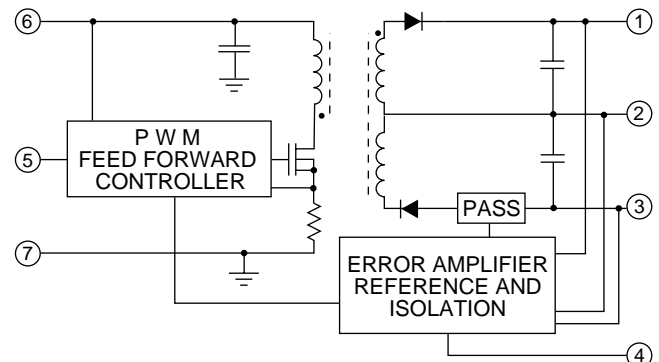 6
1
2
P W M
FEED FORWARD
CONTROLLER
5
PASS
3
7
ERROR AMPLIFIER
REFERENCE AND
ISOLATION
4